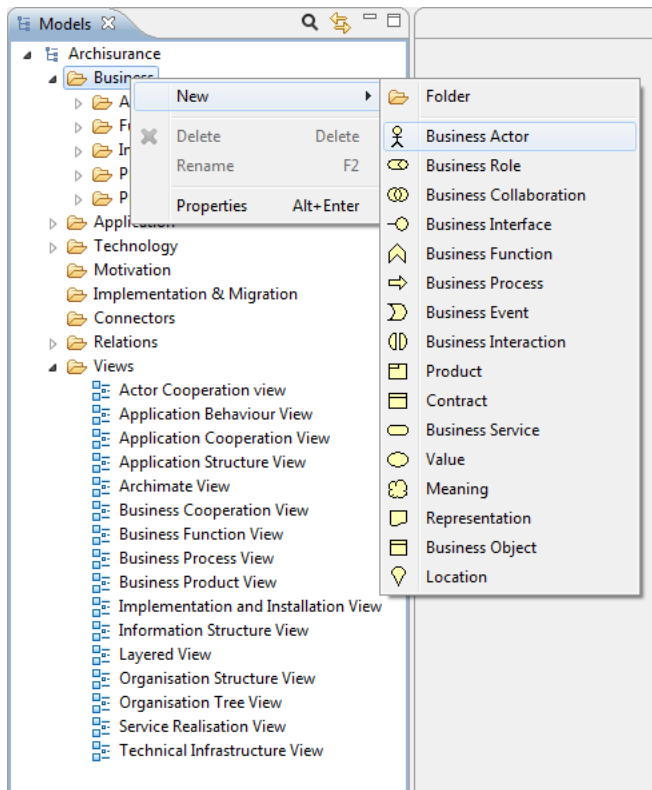 Models
Archisurance
Business
A
Fu
In
P
P
Application
Technology
Motivation
Implementation & Migration
Connectors
Relations
Views
Actor Cooperation view
Application Behaviour View
Application Cooperation View
Application Structure View
Archimate View
Business Cooperation View
Business Function View
Business Process View
Business Product View
Implementation and Installation View
Information Structure View
Layered View
Organisation Structure View
Organisation Tree View
Service Realisation View
Technical Infrastructure View
New
Delete Delete
Rename F2
Properties Alt+Enter
Folder
Business Actor
Business Role
Business Collaboration
Business Interface
Business Function
Business Process
Business Event
Business Interaction
Product
Contract
Business Service
Value
Meaning
Representation
Business Object
Location